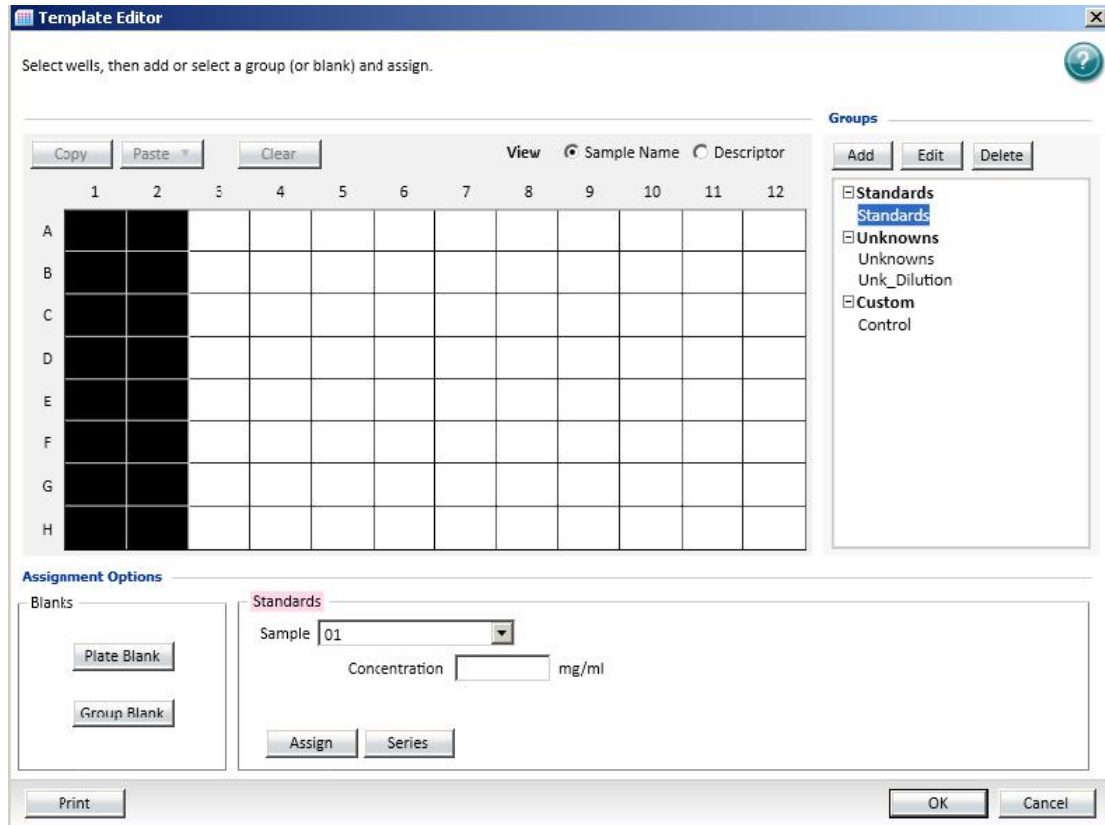 Template Editor
Select wells, then add or select a group (or blank) and assign.
Groups
Copy Paste Clear View Sample Name Descriptor
Add Edit Delete
1 2 3 4 5 6 7 8 9 10 11 12
A
B
C
D
E
F
G
H
Standards
Standards
Unknowns
Unknowns
Unk_Dilution
Custom
Control
Assignment Options
Blanks
Plate Blank
Group Blank
Standards
Sample 01
Concentration mg/ml
Assign Series
Print OK Cancel